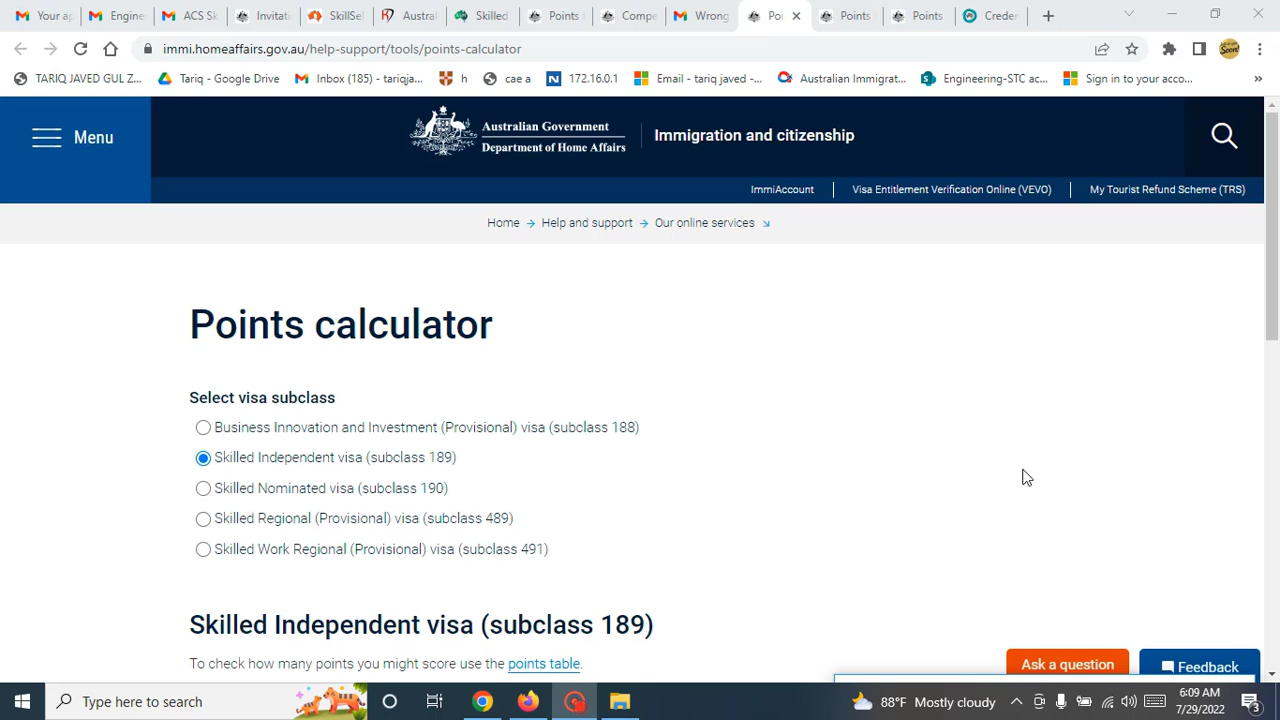 Your a
Engine
ACS Sk
Invitati
SkillSel
Austral
Skilled
Points
Compe
Wrong
Poi
Points
Points
Creder
immi.homeaffairs.gov.au/help-support/tools/points-calculator
TARIQ JAVED GUL Z...
Tariq - Google Drive
Inbox (185) - tariqja...
h
cae a
172.16.0.1
Email - tariq javed -...
Australian Immigrat...
Engineering-STC ac...
Sign in to your acco...
»
Menu
Australian Government
Department of Home Affairs
Immigration and citizenship
ImmiAccount
Visa Entitlement Verification Online (VEVO)
My Tourist Refund Scheme (TRS)
Home → Help and support → Our online services
Points calculator
Select visa subclass
Business Innovation and Investment (Provisional) visa (subclass 188)
Skilled Independent visa (subclass 189)
Skilled Nominated visa (subclass 190)
Skilled Regional (Provisional) visa (subclass 489)
Skilled Work Regional (Provisional) visa (subclass 491)
Skilled Independent visa (subclass 189)
To check how many points you might score use the points table.
Ask a question
Feedback
Type here to search
88°F Mostly cloudy
6:09 AM
7/29/2022
3